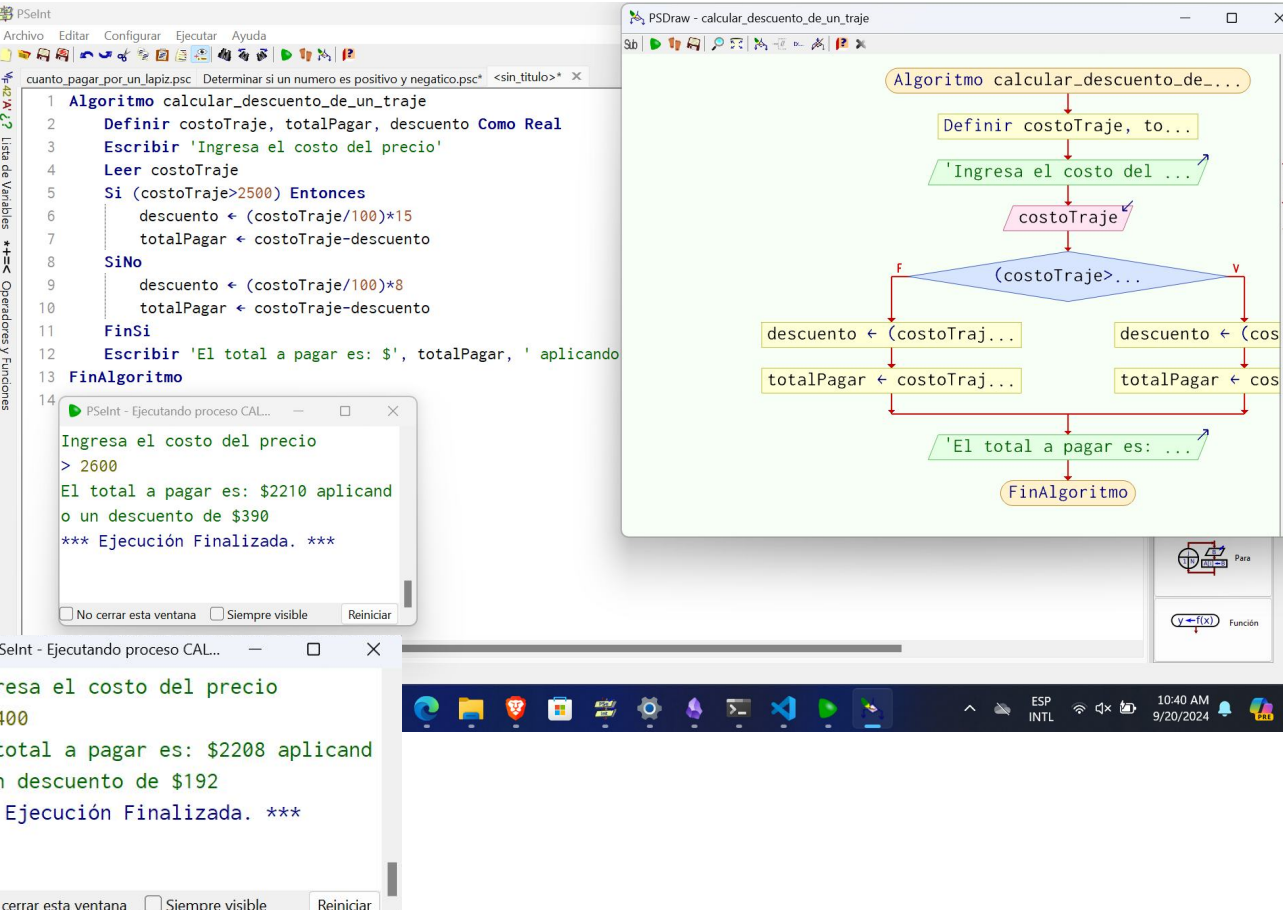 PSeInt
Archivo Editar Configurar Ejecutar Ayuda
cuanto_pagar_por_un_lapiz.psc Determinar si un numero es positivo y negatico.psc* <sin_titulo>*
Lista de Variables
Operadores y Funciones
1 Algoritmo calcular_descuento_de_un_traje
2 Definir costoTraje, totalPagar, descuento Como Real
3 Escribir 'Ingresa el costo del precio'
4 Leer costoTraje
5 Si (costoTraje>2500) Entonces
6 descuento ← (costoTraje/100)*15
7 totalPagar ← costoTraje-descuento
8 SiNo
9 descuento ← (costoTraje/100)*8
10 totalPagar ← costoTraje-descuento
11 FinSi
12 Escribir 'El total a pagar es: $', totalPagar, ' aplicando
13 FinAlgoritmo
14
PSeInt - Ejecutando proceso CAL...
Ingresa el costo del precio
> 2600
El total a pagar es: $2210 aplicand
o un descuento de $390
*** Ejecución Finalizada. ***
No cerrar esta ventana Siempre visible Reiniciar
PSDraw - calcular_descuento_de_un_traje
Sub
Algoritmo calcular_descuento_de_...
Definir costoTraje, to...
'Ingresa el costo del ...
costoTraje
F (costoTraje>... V
descuento ← (costoTraj... descuento ← (cos
totalPagar ← costoTraj... totalPagar ← cos
'El total a pagar es: ...
FinAlgoritmo
Para
y←f(x) Función
SeInt - Ejecutando proceso CAL...
resa el costo del precio
400
total a pagar es: $2208 aplicand
n descuento de $192
Ejecución Finalizada. ***
cerrar esta ventana Siempre visible Reiniciar
ESP
INTL
10:40 AM
9/20/2024
PRE